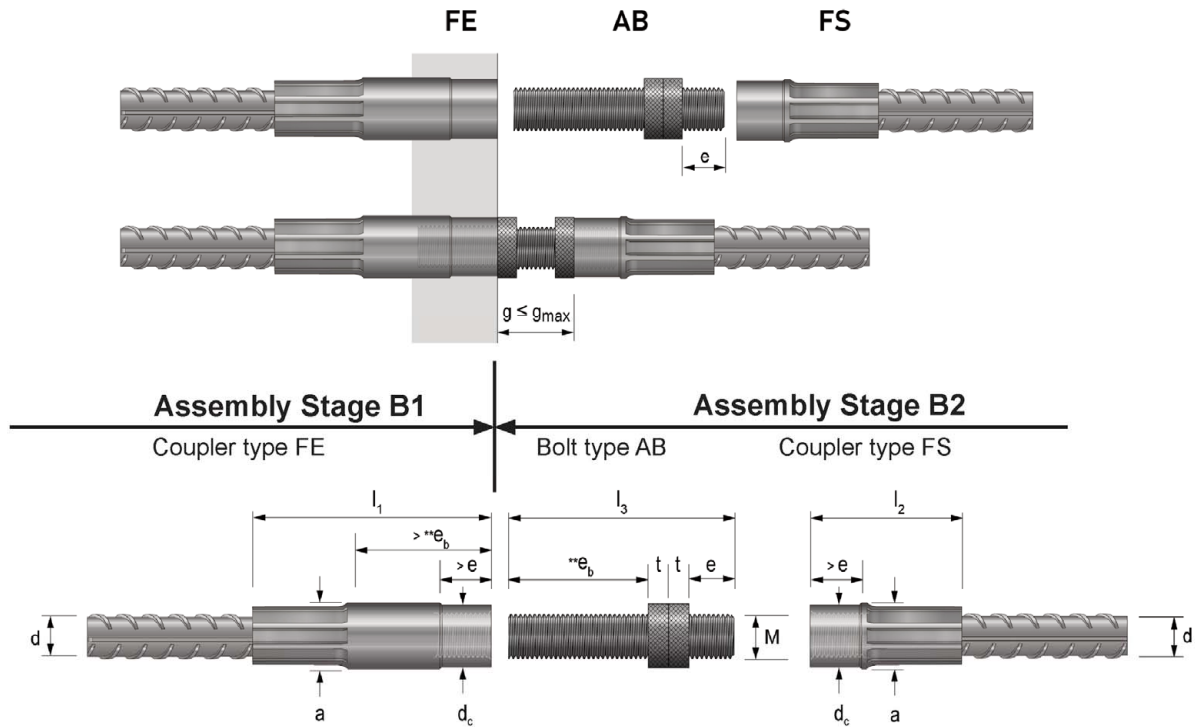 FE AB FS
e
g ≤ gmax
Assembly Stage B1 Assembly Stage B2
Coupler type FE Bolt type AB Coupler type FS
l1 l3 l2
> **eb
> e **eb t t e > e
d M d
a dc dc a